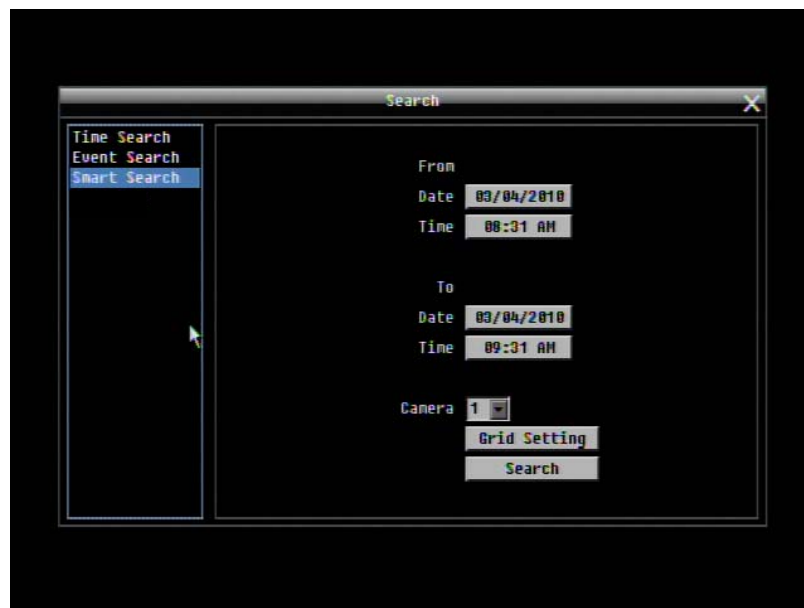 Search
X
Time Search
Event Search
Smart Search
From
Date 03/04/2010
Time 08:31 AM
To
Date 03/04/2010
Time 09:31 AM
Camera 1
Grid Setting
Search